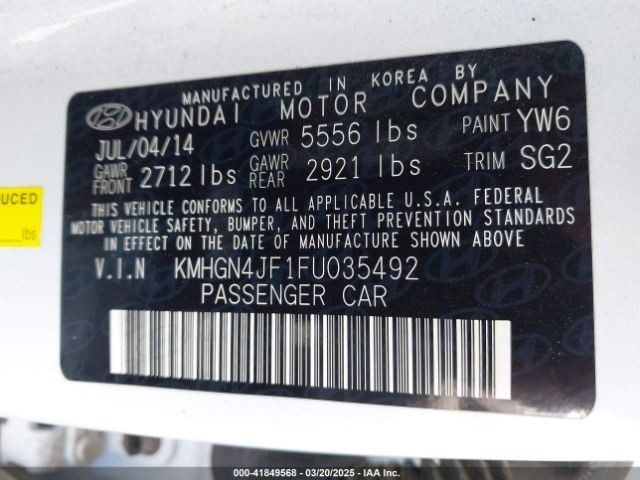 MANUFACTURED IN KOREA BY
HYUNDAI MOTOR COMPANY
JUL/04/14 GVWR 5556 lbs PAINT YW6
GAWR FRONT 2712 lbs GAWR REAR 2921 lbs TRIM SG2
THIS VEHICLE CONFORMS TO ALL APPLICABLE U.S.A. FEDERAL
MOTOR VEHICLE SAFETY, BUMPER, AND THEFT PREVENTION STANDARDS
IN EFFECT ON THE DATE OF MANUFACTURE SHOWN ABOVE
V.I.N KMHGN4JF1FU035492
PASSENGER CAR
UCED
lbs
000-41849568 — 03/20/2025 — IAA Inc.